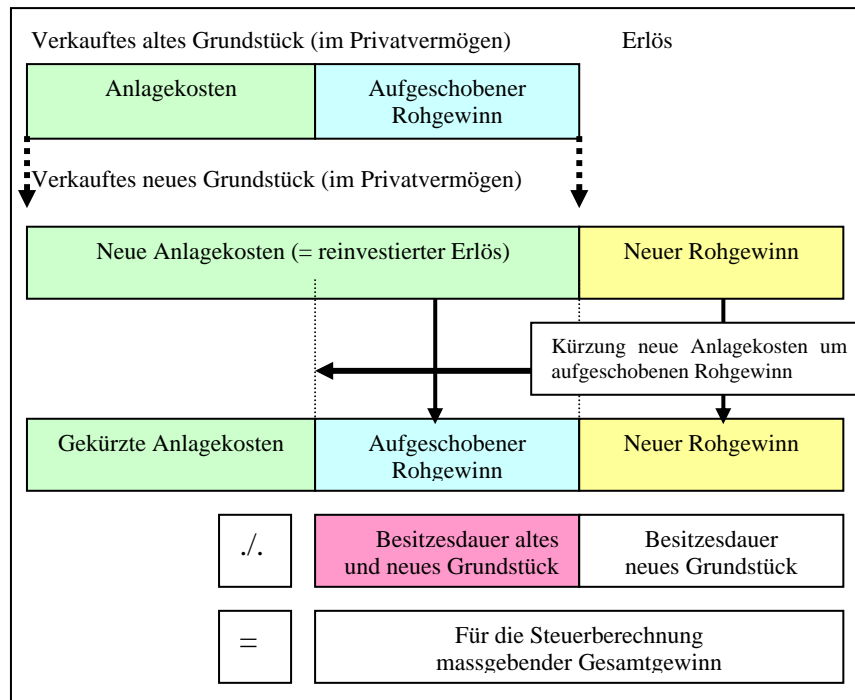 Verkauftes altes Grundstück (im Privatvermögen) Erlös
Anlagekosten
Aufgeschobener
Rohgewinn
Verkauftes neues Grundstück (im Privatvermögen)
Neue Anlagekosten (= reinvestierter Erlös)
Neuer Rohgewinn
Kürzung neue Anlagekosten um
aufgeschobenen Rohgewinn
Gekürzte Anlagekosten
Aufgeschobener
Rohgewinn
Neuer Rohgewinn
./.
Besitzesdauer altes
und neues Grundstück
Besitzesdauer
neues Grundstück
=
Für die Steuerberechnung
massgebender Gesamtgewinn